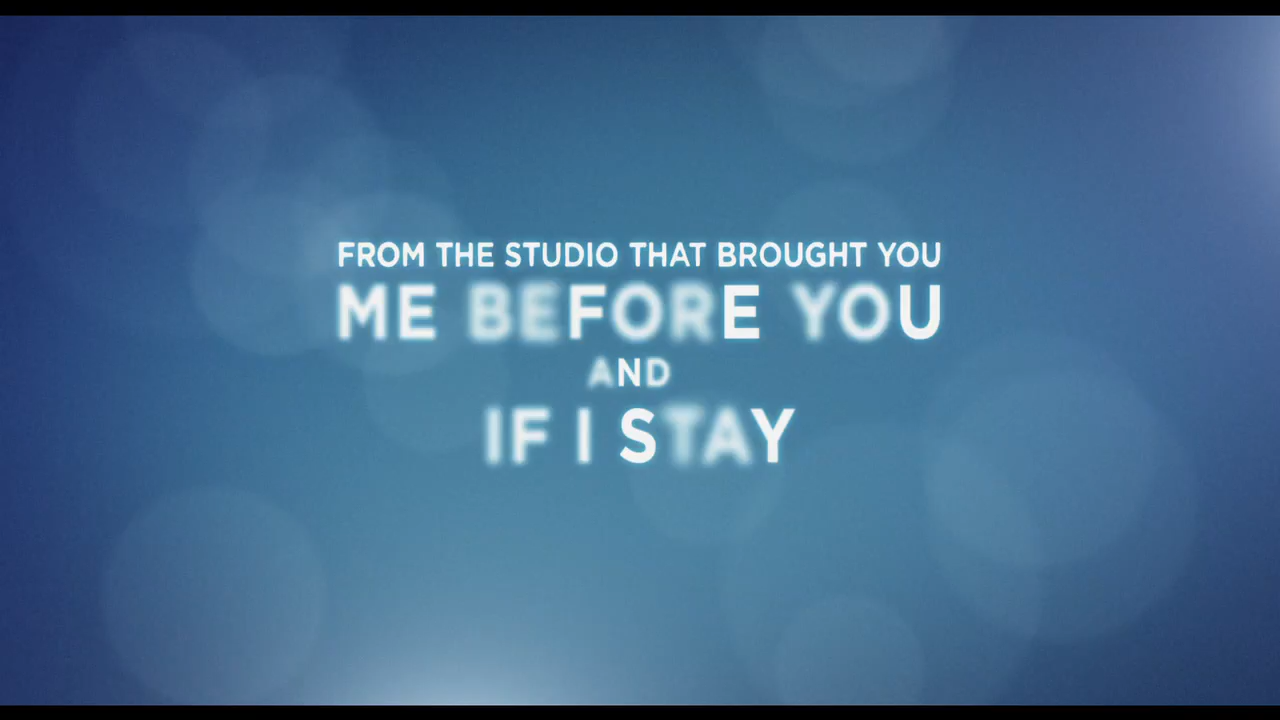 FROM THE STUDIO THAT BROUGHT YOU
ME BEFORE YOU
AND
IF I STAY